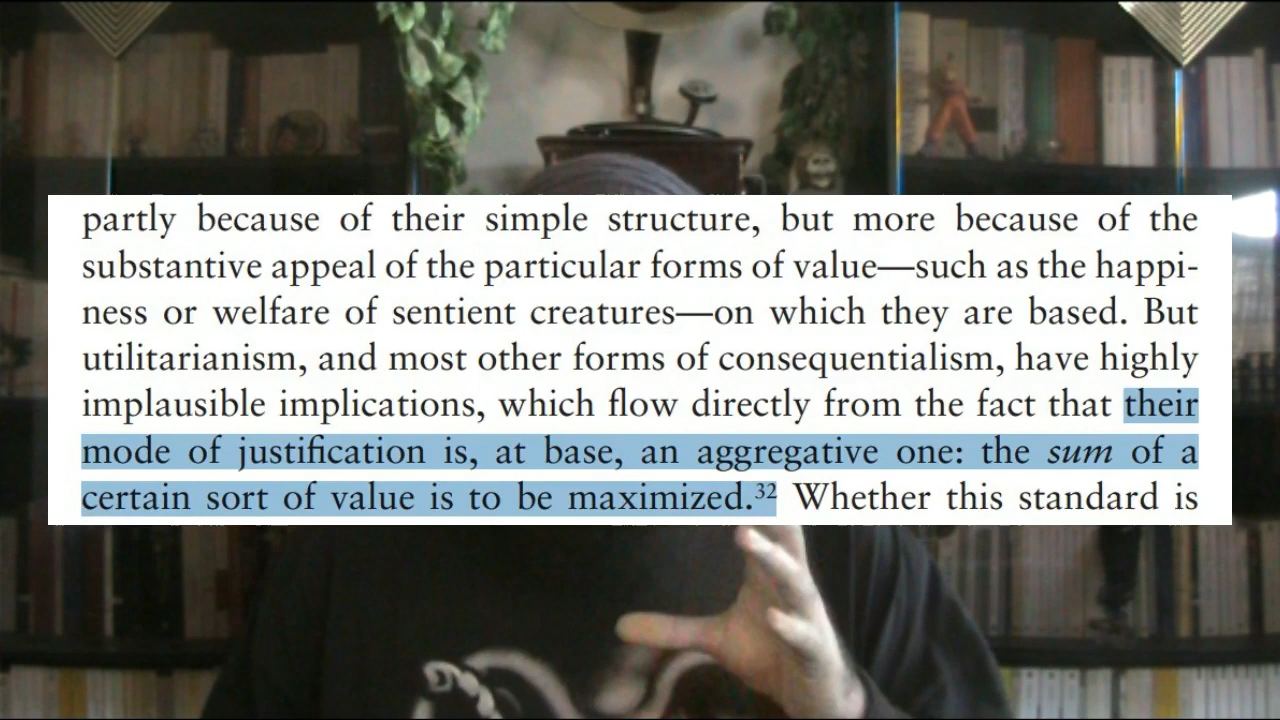 partly because of their simple structure, but more because of the
substantive appeal of the particular forms of value—such as the happi-
ness or welfare of sentient creatures—on which they are based. But
utilitarianism, and most other forms of consequentialism, have highly
implausible implications, which flow directly from the fact that their
mode of justification is, at base, an aggregative one: the sum of a
certain sort of value is to be maximized.³² Whether this standard is